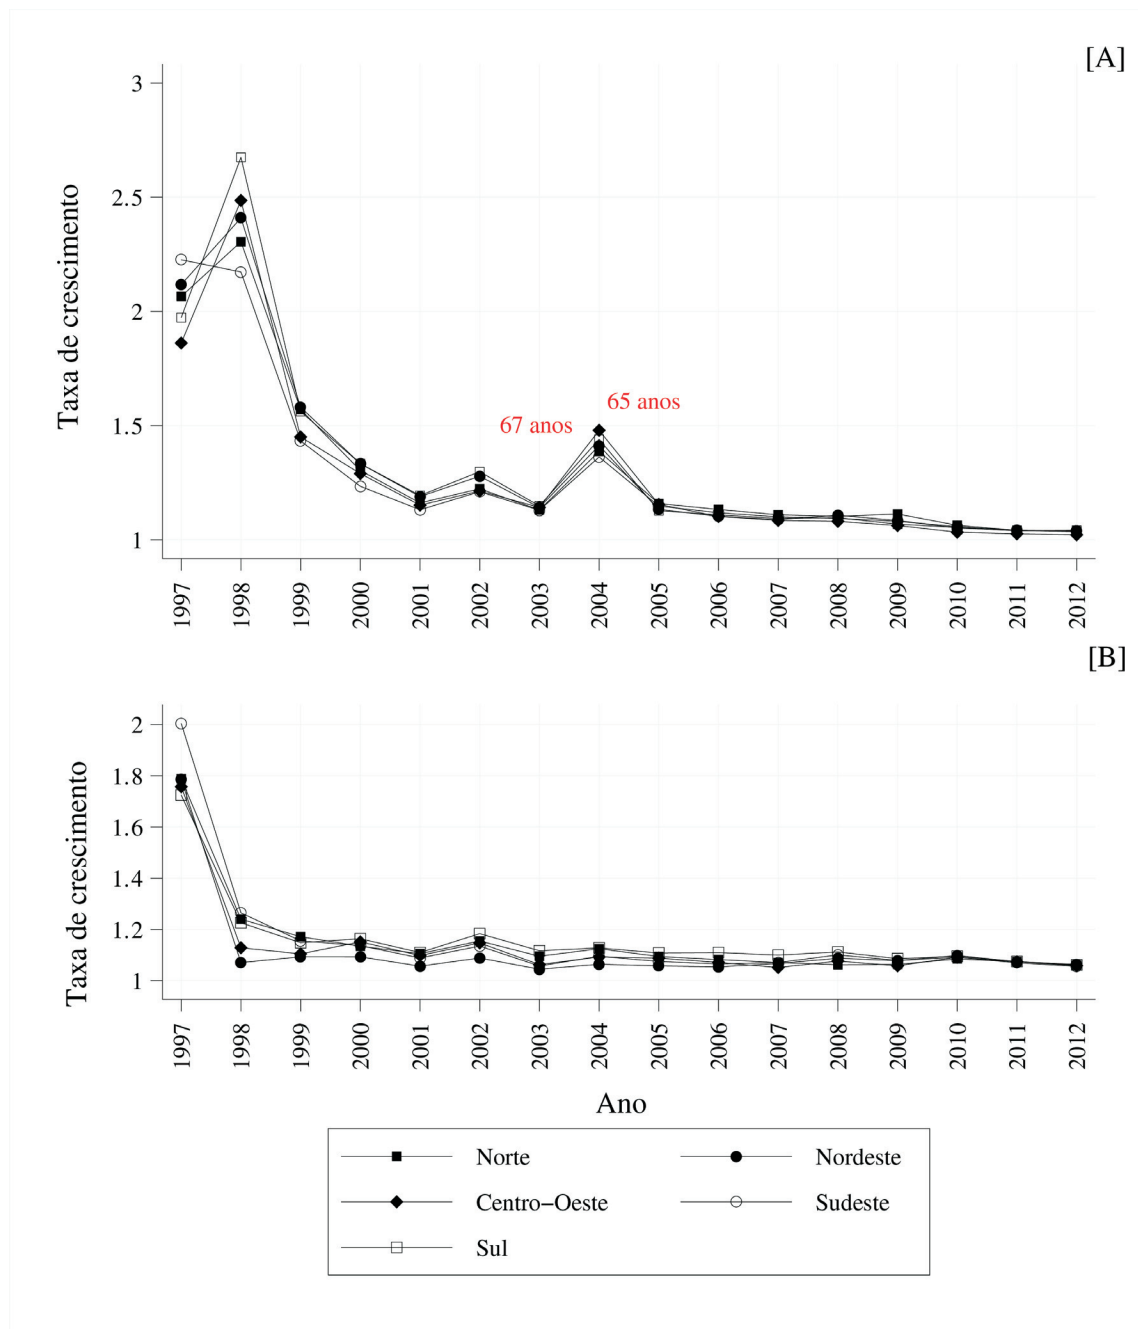 [A]
Taxa de crescimento
3
2.5
2
1.5
1
67 anos
65 anos
1997 1998 1999 2000 2001 2002 2003 2004 2005 2006 2007 2008 2009 2010 2011 2012
[B]
Taxa de crescimento
2
1.8
1.6
1.4
1.2
1
1997 1998 1999 2000 2001 2002 2003 2004 2005 2006 2007 2008 2009 2010 2011 2012
Ano
Norte Nordeste
Centro−Oeste Sudeste
Sul